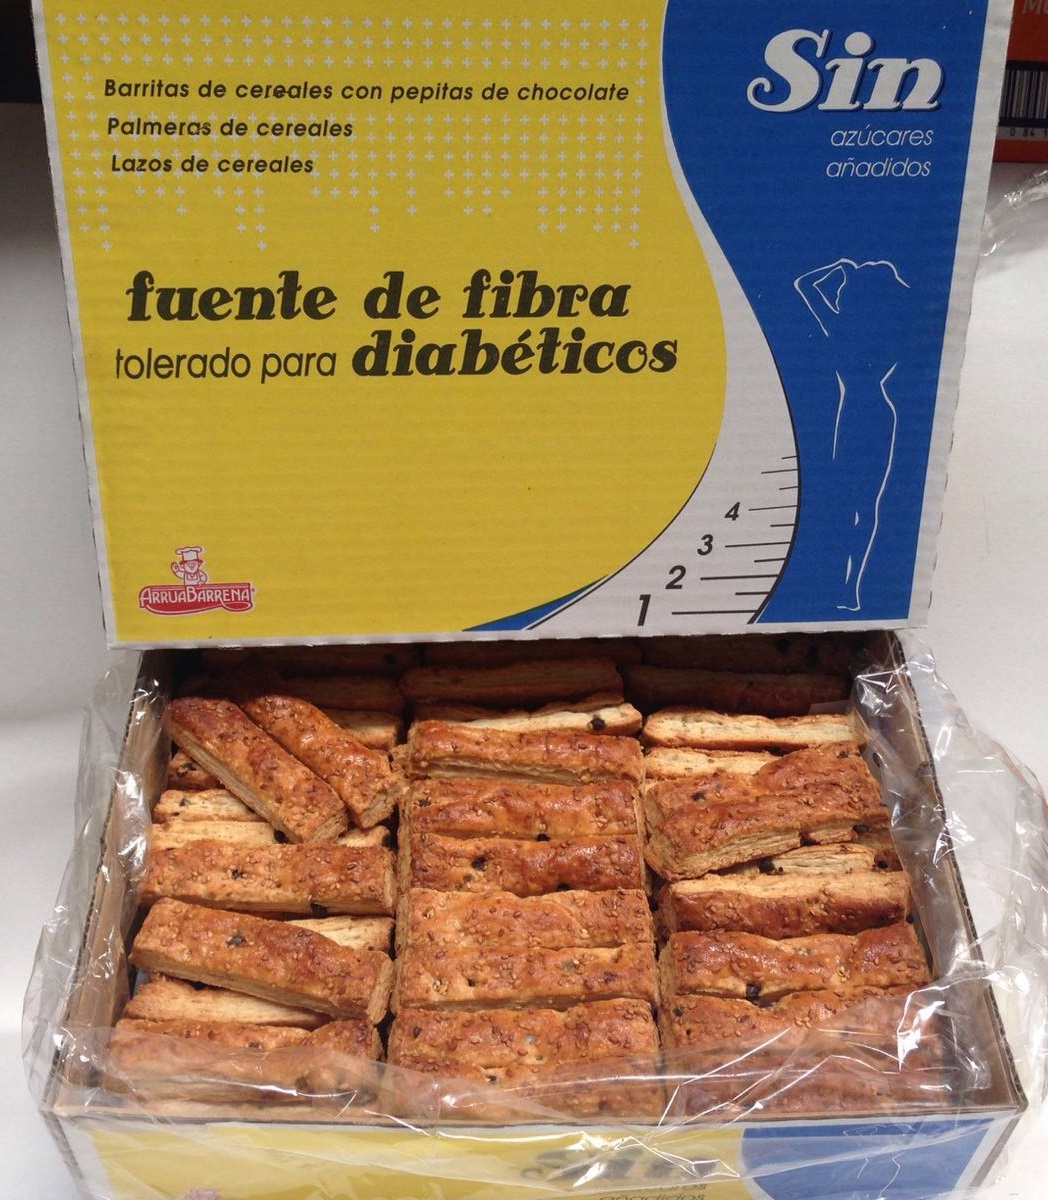 Barritas de cereales con pepitas de chocolate
Palmeras de cereales
Lazos de cereales
Sin
azúcares
añadidos
fuente de fibra
tolerado para diabéticos
4
3
2
1
ARRUABARRENA